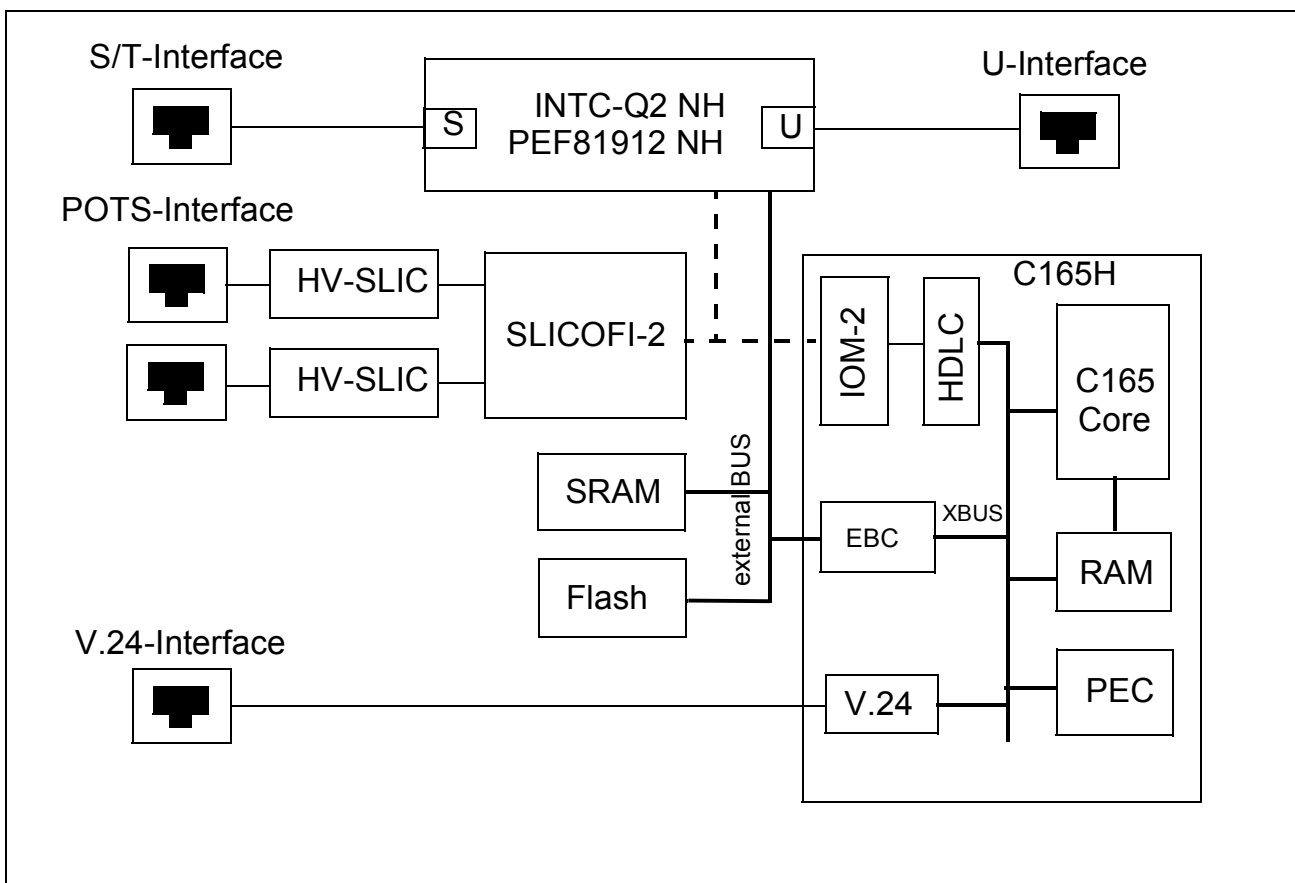 S/T-Interface
U-Interface
INTC-Q2 NH
PEF81912 NH
S
U
POTS-Interface
HV-SLIC
HV-SLIC
SLICOFI-2
C165H
IOM-2
HDLC
C165
Core
SRAM
external BUS
EBC
XBUS
RAM
Flash
V.24-Interface
V.24
PEC